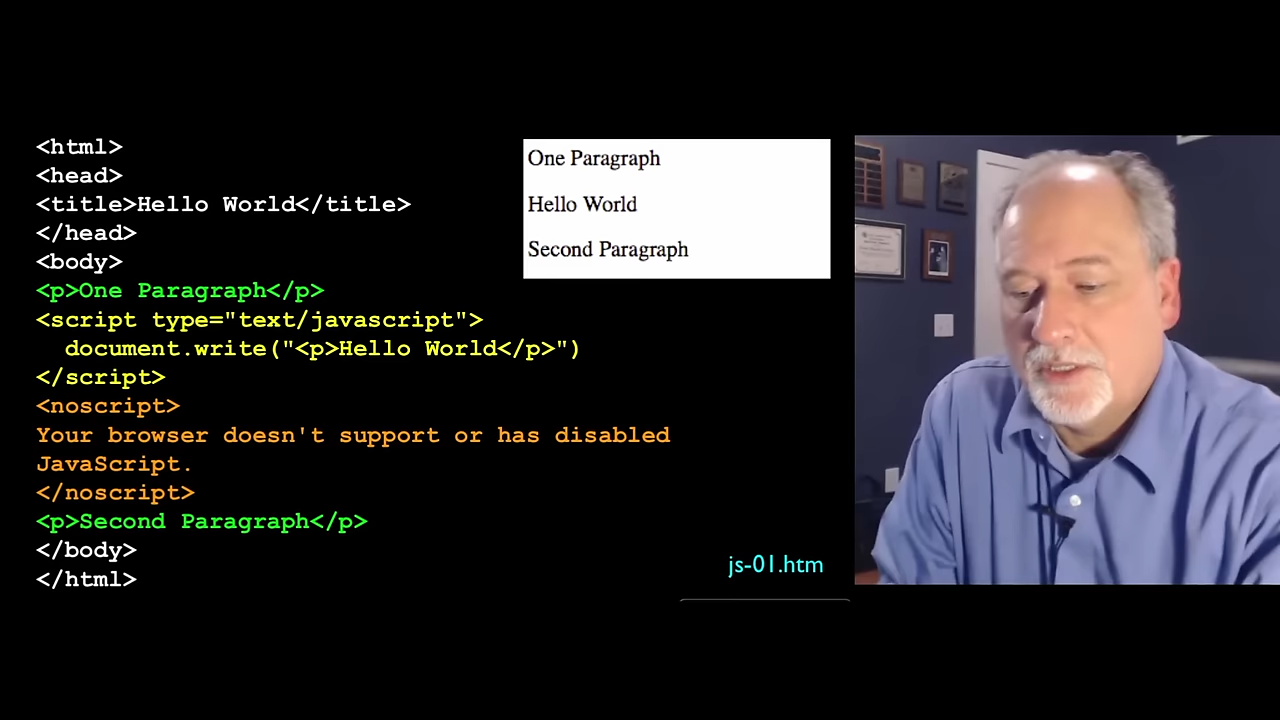 <html>
<head>
<title>Hello World</title>
</head>
<body>
<p>One Paragraph</p>
<script type="text/javascript">
  document.write("<p>Hello World</p>")
</script>
<noscript>
Your browser doesn't support or has disabled
JavaScript.
</noscript>
<p>Second Paragraph</p>
</body>
</html>
One Paragraph
Hello World
Second Paragraph
js-01.htm